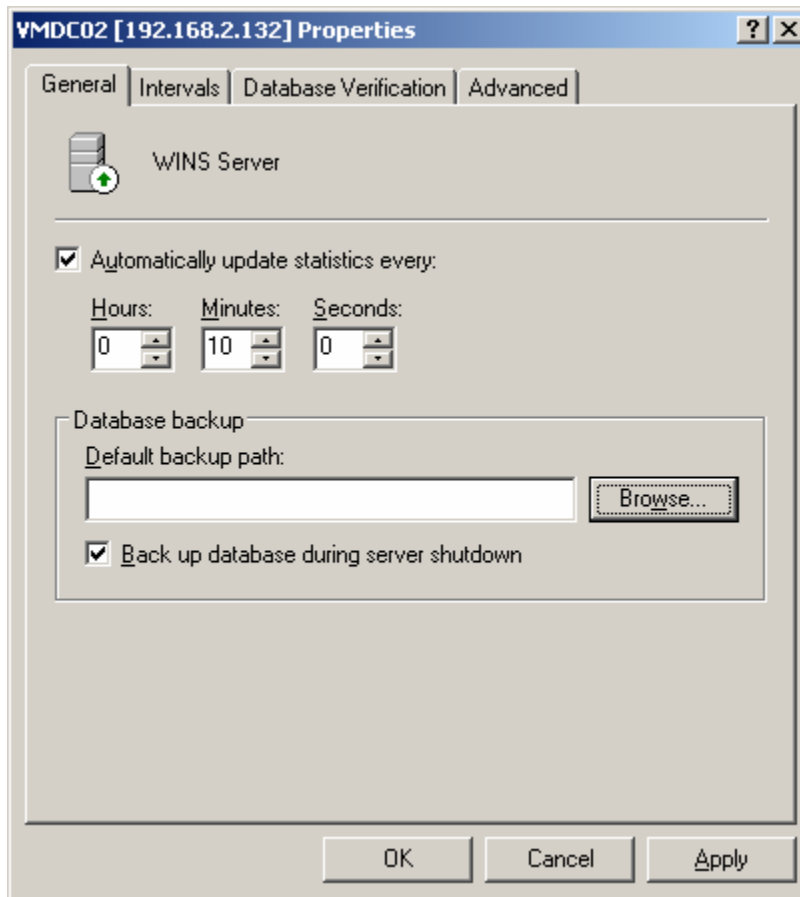 VMDC02 [192.168.2.132] Properties
General Intervals Database Verification Advanced
WINS Server
Automatically update statistics every:
Hours: Minutes: Seconds:
0 10 0
Database backup
Default backup path:
Browse...
Back up database during server shutdown
OK Cancel Apply